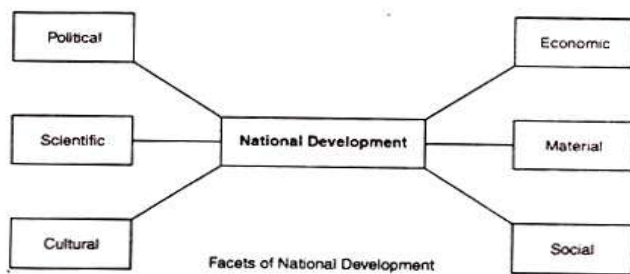 Political
Economic
Scientific
National Development
Material
Cultural
Facets of National Development
Social